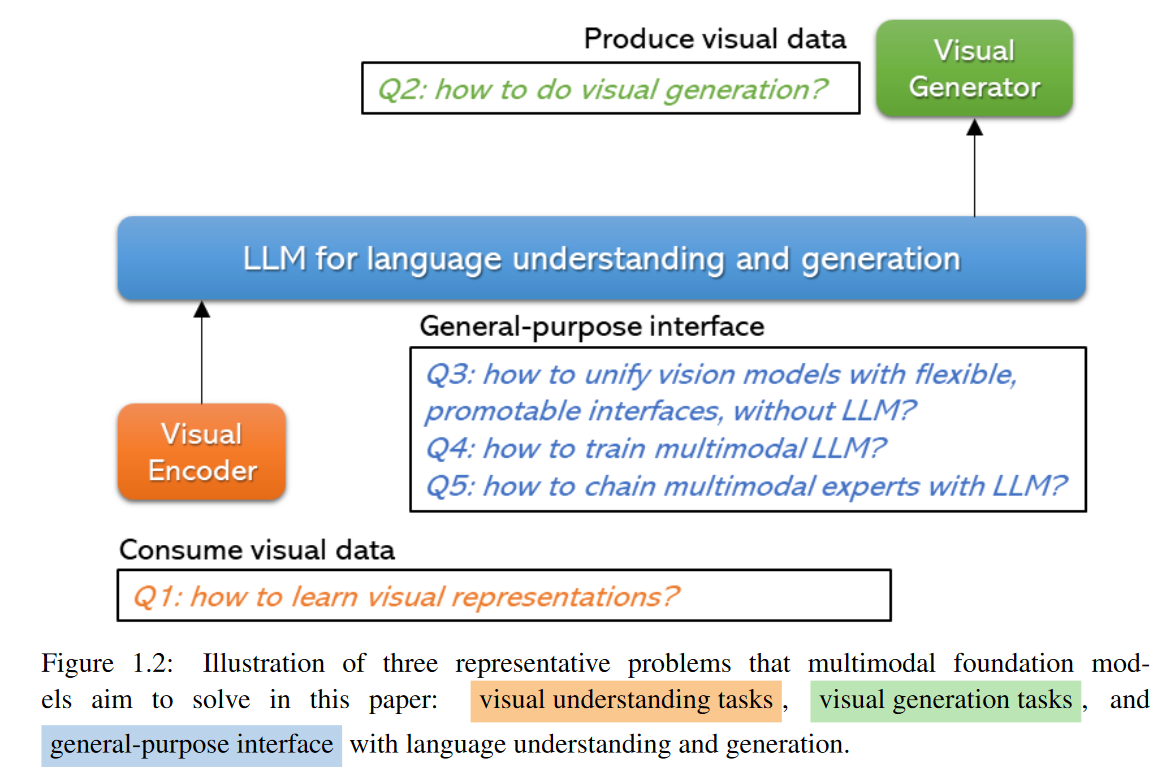 Produce visual data
Visual
Generator
Q2: how to do visual generation?
LLM for language understanding and generation
General-purpose interface
Q3: how to unify vision models with flexible,
promotable interfaces, without LLM?
Q4: how to train multimodal LLM?
Q5: how to chain multimodal experts with LLM?
Visual
Encoder
Consume visual data
Q1: how to learn visual representations?
Figure 1.2: Illustration of three representative problems that multimodal foundation mod-
els aim to solve in this paper: visual understanding tasks , visual generation tasks , and
general-purpose interface with language understanding and generation.